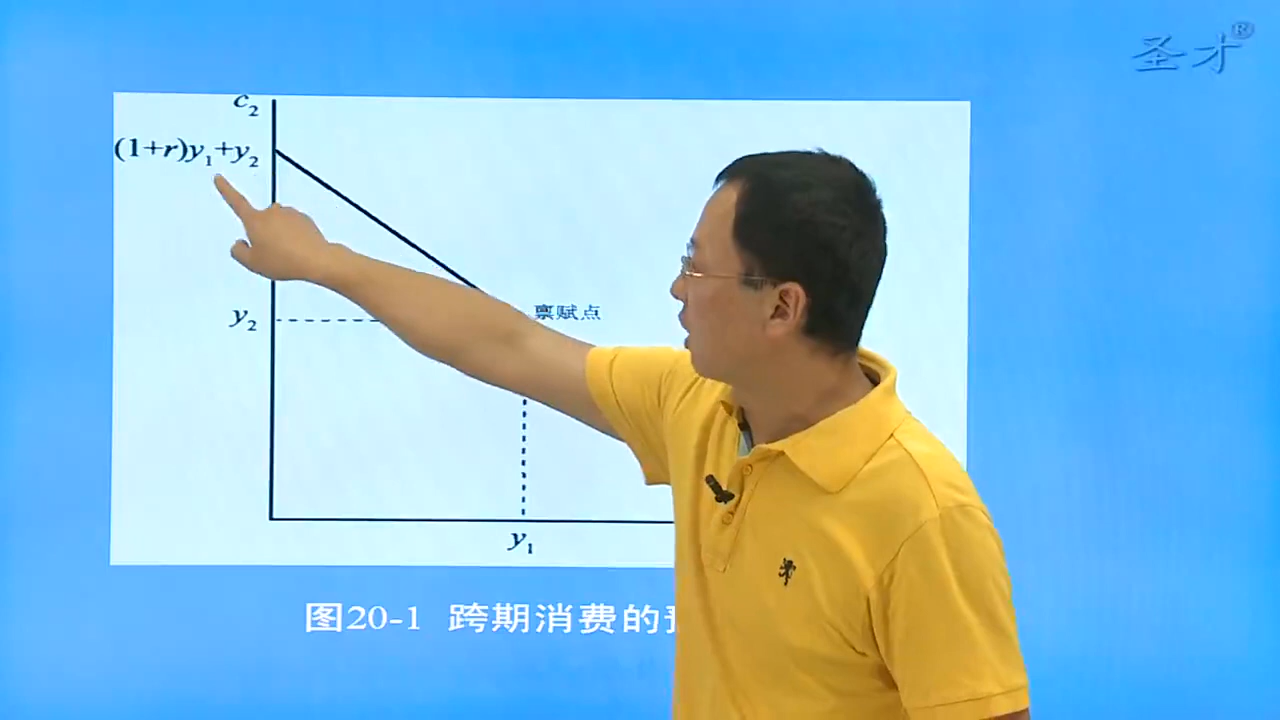 圣才®
c₂
(1+r)y₁+y₂
y₂
禀赋点
y₁
图20-1 跨期消费的